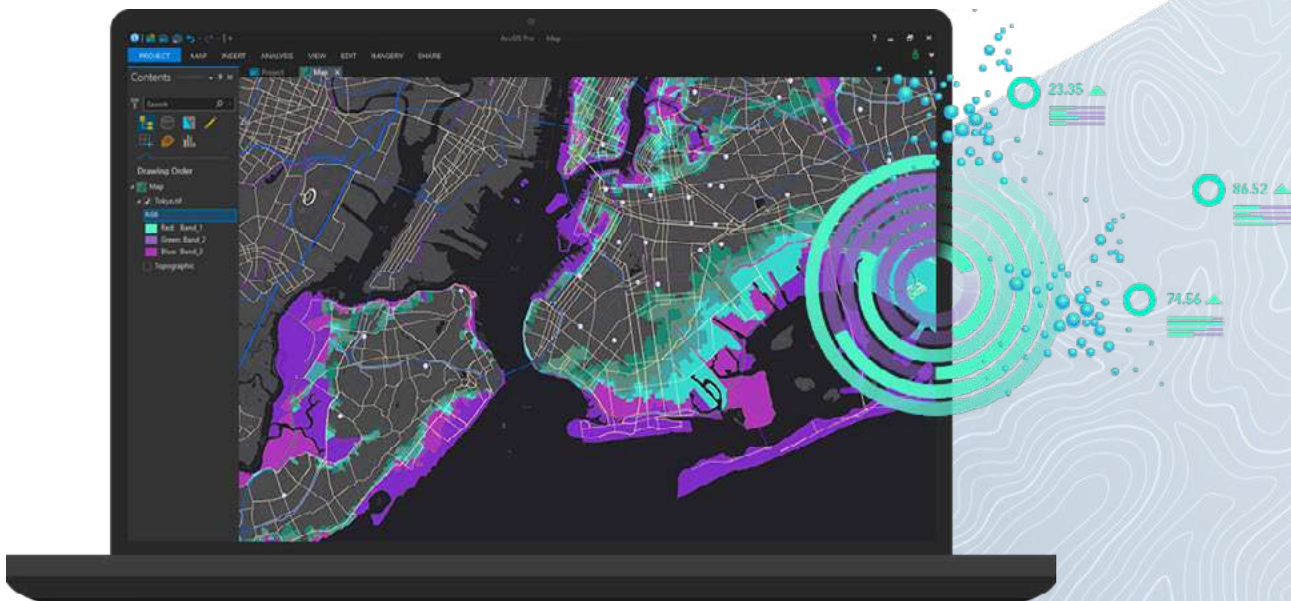 ArcGIS Pro - Map
PROJECT MAP INSERT ANALYSIS VIEW EDIT IMAGERY SHARE
Contents
Project Map
Search
Drawing Order
Map
Tokyo.tif
RGB
Red: Band_1
Green: Band_2
Blue: Band_3
Topographic
23.35
86.52
74.56